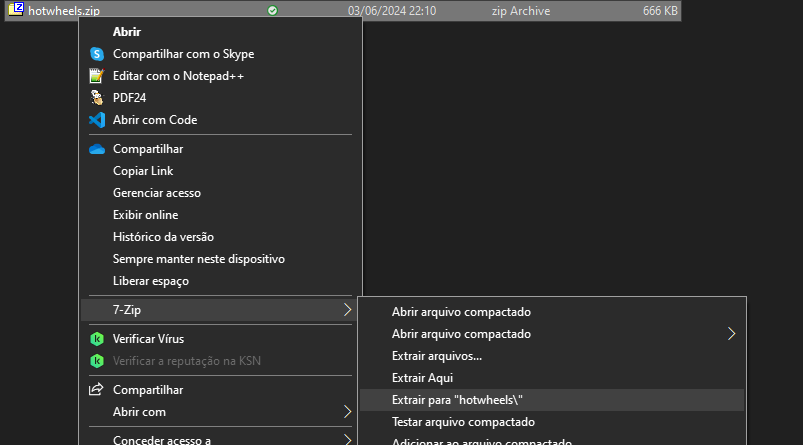 hotwheels.zip 03/06/2024 22:10 zip Archive 666 KB
Abrir
Compartilhar com o Skype
Editar com o Notepad++
PDF24
Abrir com Code
Compartilhar
Copiar Link
Gerenciar acesso
Exibir online
Histórico da versão
Sempre manter neste dispositivo
Liberar espaço
7-Zip
Verificar Vírus
Verificar a reputação na KSN
Compartilhar
Abrir com
Conceder acesso a
Abrir arquivo compactado
Abrir arquivo compactado
Extrair arquivos...
Extrair Aqui
Extrair para "hotwheels\"
Testar arquivo compactado
Adicionar ao arquivo compactado